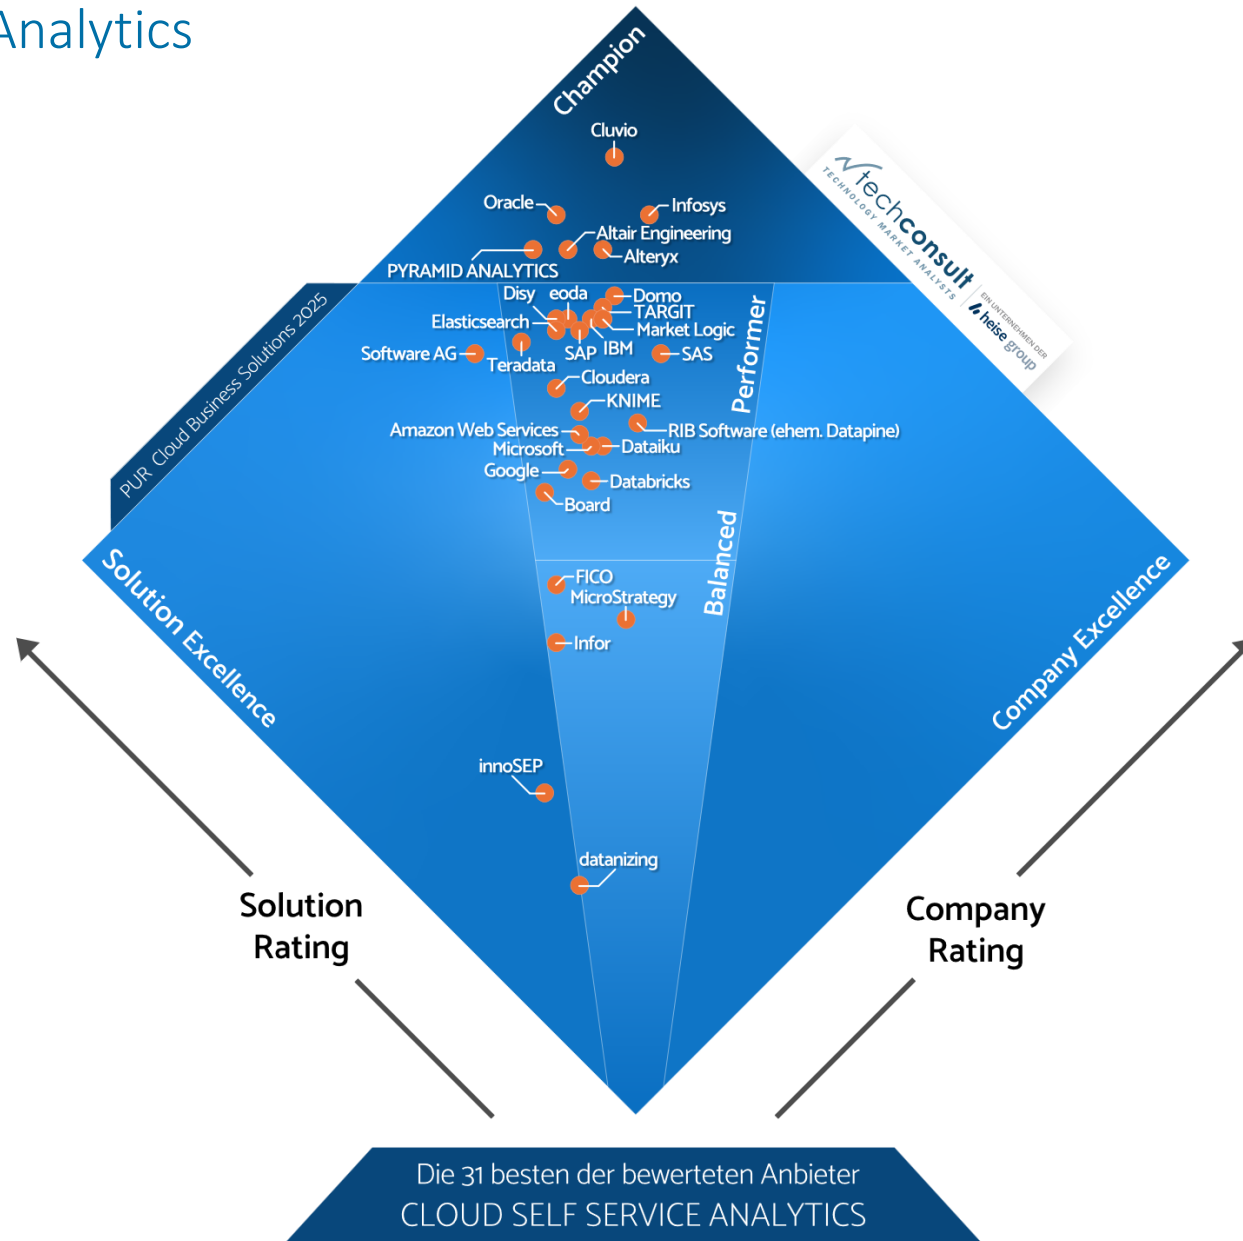 Analytics
Champion
Cluvio
Oracle
Infosys
Altair Engineering
Alteryx
PYRAMID ANALYTICS
techconsult
TECHNOLOGY MARKET ANALYSTS
EIN UNTERNEHMEN DER
heise group
PUR Cloud Business Solutions 2025
Disy
eoda
Domo
TARGIT
Elasticsearch
Market Logic
Software AG
Teradata
SAP
IBM
SAS
Performer
Cloudera
KNIME
Amazon Web Services
RIB Software (ehem. Datapine)
Microsoft
Dataiku
Google
Databricks
Board
Balanced
Solution Excellence
Company Excellence
FICO
MicroStrategy
Infor
innoSEP
datanizing
Solution
Rating
Company
Rating
Die 31 besten der bewerteten Anbieter
CLOUD SELF SERVICE ANALYTICS